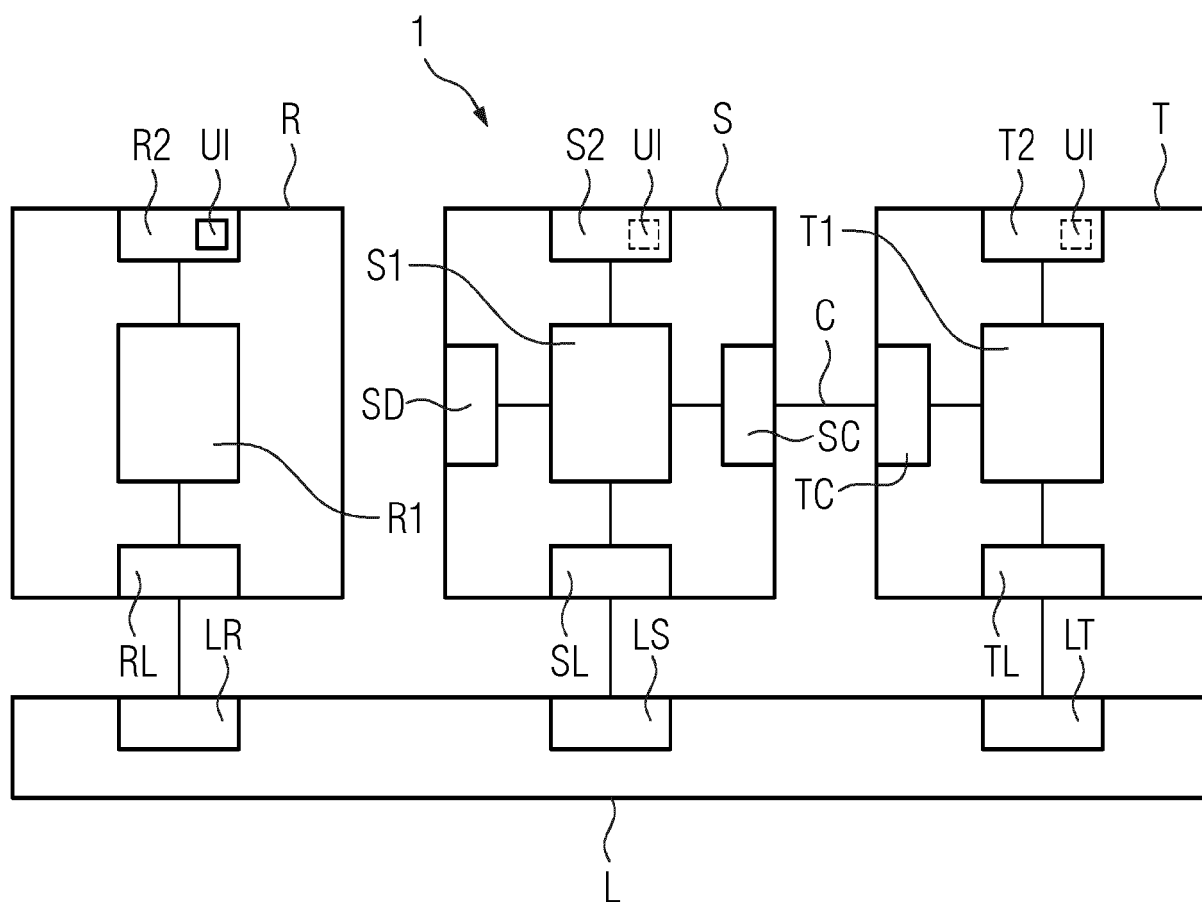 1
R2 UI R S2 UI S T2 UI T
S1 T1
C
SD SC
TC
R1
RL LR SL LS TL LT
L